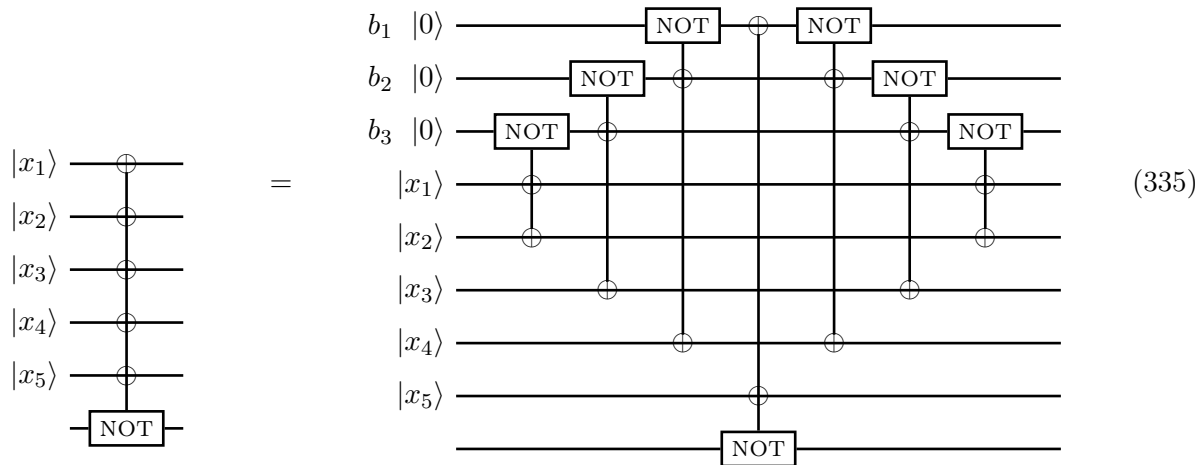 b₁ |0⟩ NOT NOT
b₂ |0⟩ NOT NOT
b₃ |0⟩ NOT NOT
|x₁⟩ = |x₁⟩ (335)
|x₂⟩ |x₂⟩
|x₃⟩ |x₃⟩
|x₄⟩ |x₄⟩
|x₅⟩ |x₅⟩
NOT NOT